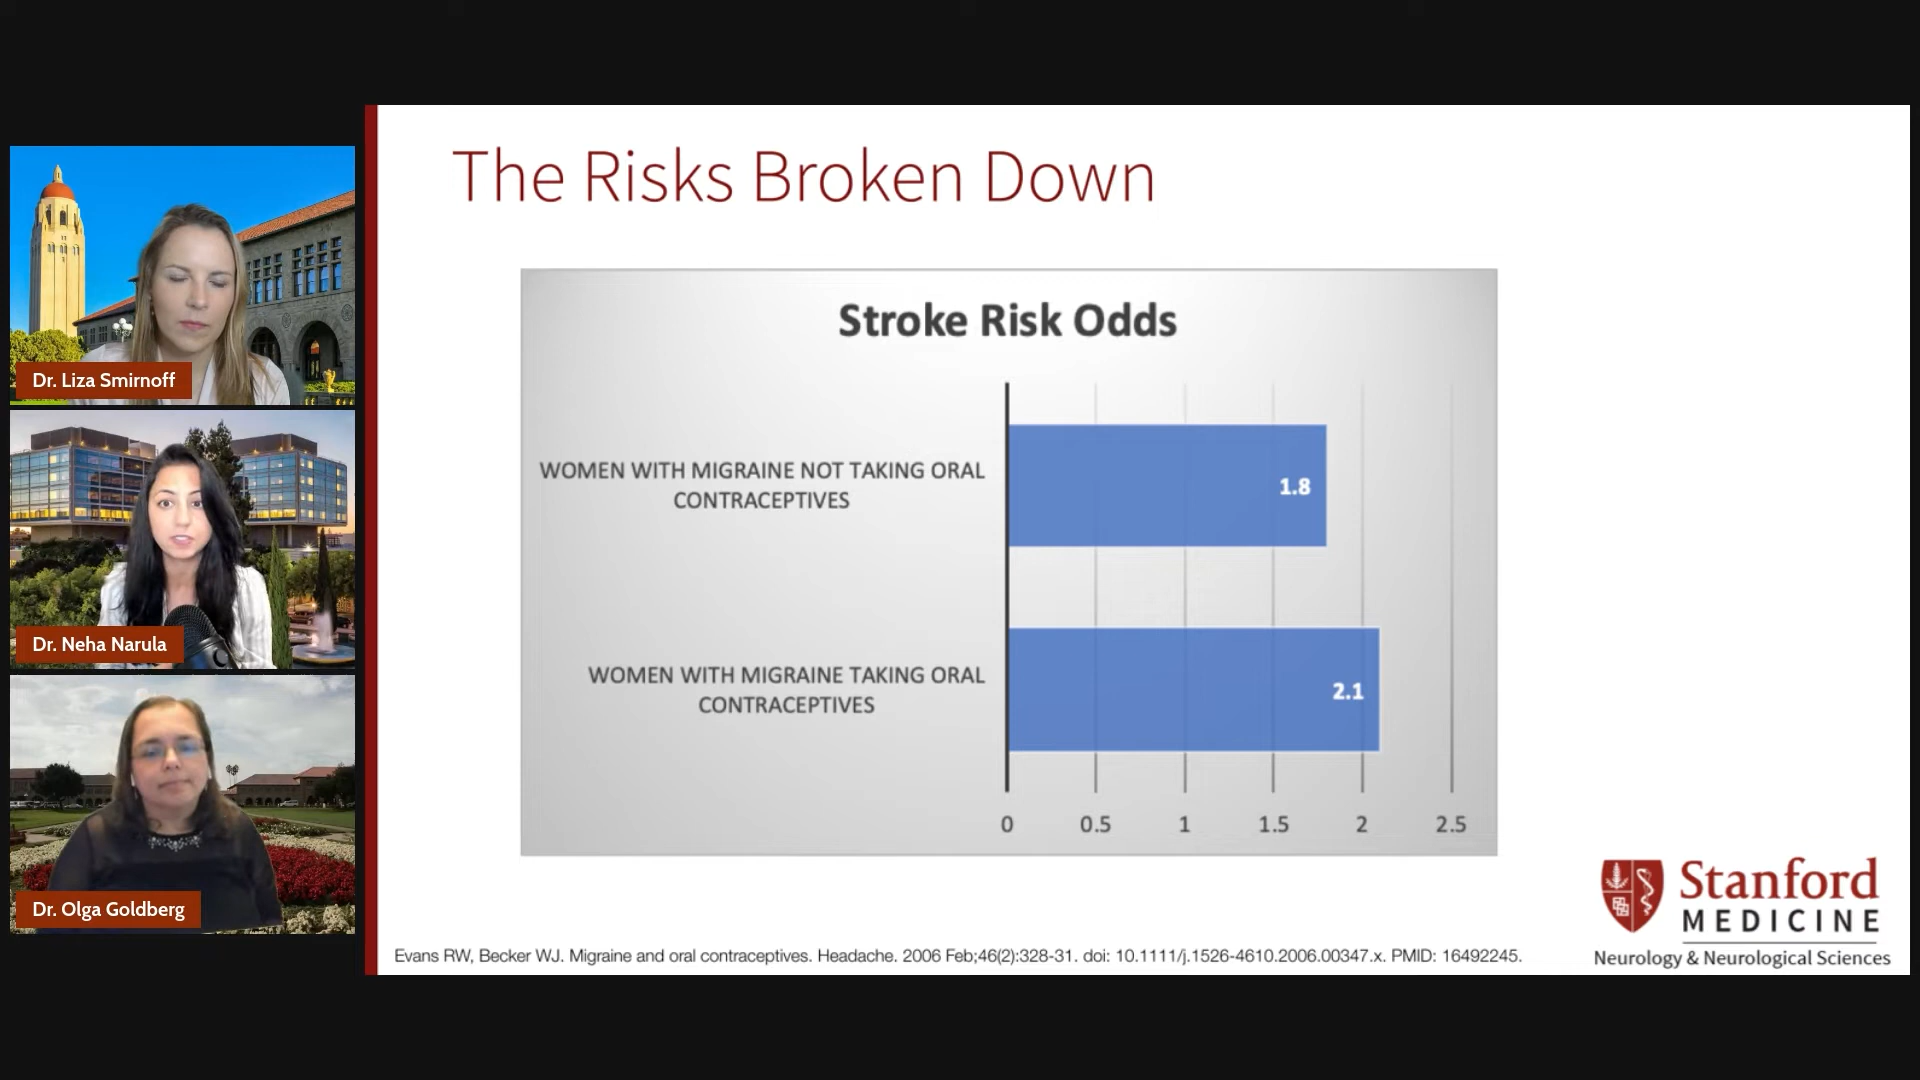 The Risks Broken Down
Stroke Risk Odds
WOMEN WITH MIGRAINE NOT TAKING ORAL
CONTRACEPTIVES
1.8
WOMEN WITH MIGRAINE TAKING ORAL
CONTRACEPTIVES
2.1
0 0.5 1 1.5 2 2.5
Dr. Liza Smirnoff
Dr. Neha Narula
Dr. Olga Goldberg
Evans RW, Becker WJ. Migraine and oral contraceptives. Headache. 2006 Feb;46(2):328-31. doi: 10.1111/j.1526-4610.2006.00347.x. PMID: 16492245.
Stanford
MEDICINE
Neurology & Neurological Sciences